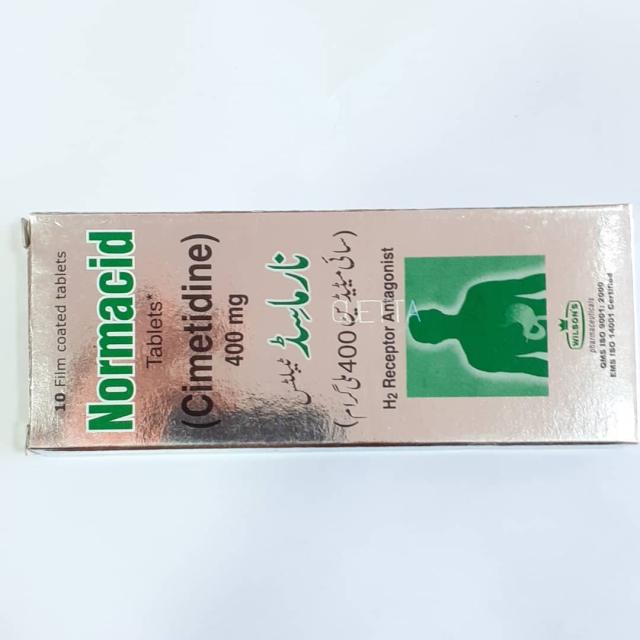 10 Film coated tablets
Normacid
Tablets*
(Cimetidine)
400 mg
نارماسڈ ٹیبلٹس
(سائی میٹیڈین 400 ملی گرام)
H2 Receptor Antagonist
WILSON'S
pharmaceuticals
QMS ISO 9001: 2000
EMS ISO 14001 Certified